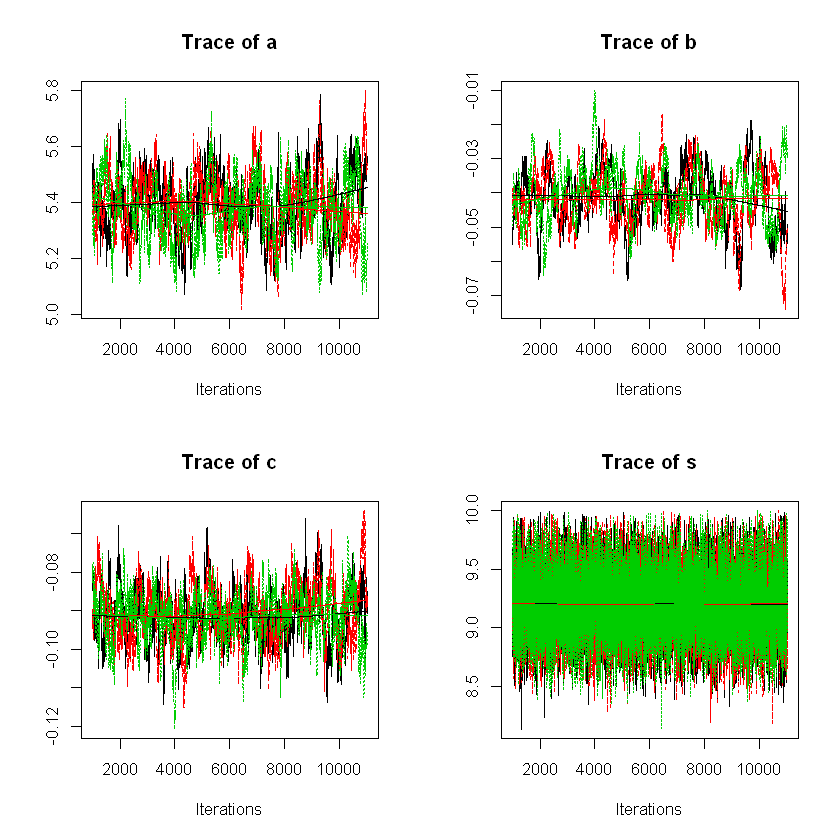 Trace of a
5.8
5.6
5.4
5.2
5.0
2000 4000 6000 8000 10000
Iterations
Trace of b
-0.01
-0.03
-0.05
-0.07
2000 4000 6000 8000 10000
Iterations
Trace of c
-0.08
-0.10
-0.12
2000 4000 6000 8000 10000
Iterations
Trace of s
10.0
9.5
9.0
8.5
2000 4000 6000 8000 10000
Iterations